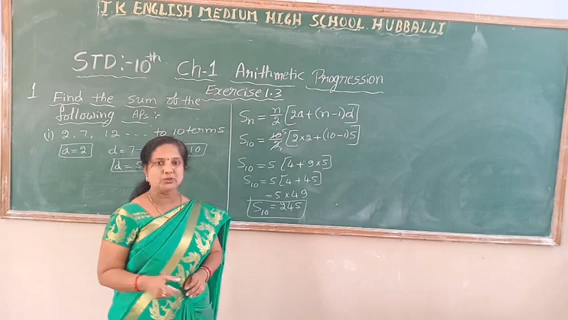 J K ENGLISH MEDIUM HIGH SCHOOL HUBBALLI
STD:-10th Ch-1 Arithmetic Progression
Exercise 1.3
1 Find the sum of the
following APs:-
(i) 2, 7, 12 .... to 10 terms
a=2 d=7- 10
d=5
Sn = n/2 [2a+(n-1)d]
S10 = 10/2 [2×2+(10-1)5]
S10 = 5 [4+9×5]
S10 = 5[4+45]
=5×49
S10 = 245